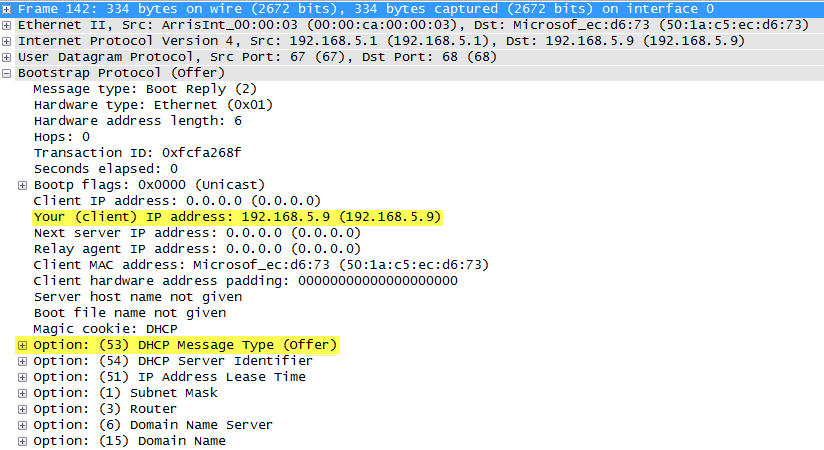 Frame 142: 334 bytes on wire (2672 bits), 334 bytes captured (2672 bits) on interface 0
Ethernet II, Src: ArrisInt_00:00:03 (00:00:ca:00:00:03), Dst: Microsof_ec:d6:73 (50:1a:c5:ec:d6:73)
Internet Protocol Version 4, Src: 192.168.5.1 (192.168.5.1), Dst: 192.168.5.9 (192.168.5.9)
User Datagram Protocol, Src Port: 67 (67), Dst Port: 68 (68)
Bootstrap Protocol (Offer)
Message type: Boot Reply (2)
Hardware type: Ethernet (0x01)
Hardware address length: 6
Hops: 0
Transaction ID: 0xfcfa268f
Seconds elapsed: 0
Bootp flags: 0x0000 (Unicast)
Client IP address: 0.0.0.0 (0.0.0.0)
Your (client) IP address: 192.168.5.9 (192.168.5.9)
Next server IP address: 0.0.0.0 (0.0.0.0)
Relay agent IP address: 0.0.0.0 (0.0.0.0)
Client MAC address: Microsof_ec:d6:73 (50:1a:c5:ec:d6:73)
Client hardware address padding: 00000000000000000000
Server host name not given
Boot file name not given
Magic cookie: DHCP
Option: (53) DHCP Message Type (Offer)
Option: (54) DHCP Server Identifier
Option: (51) IP Address Lease Time
Option: (1) Subnet Mask
Option: (3) Router
Option: (6) Domain Name Server
Option: (15) Domain Name